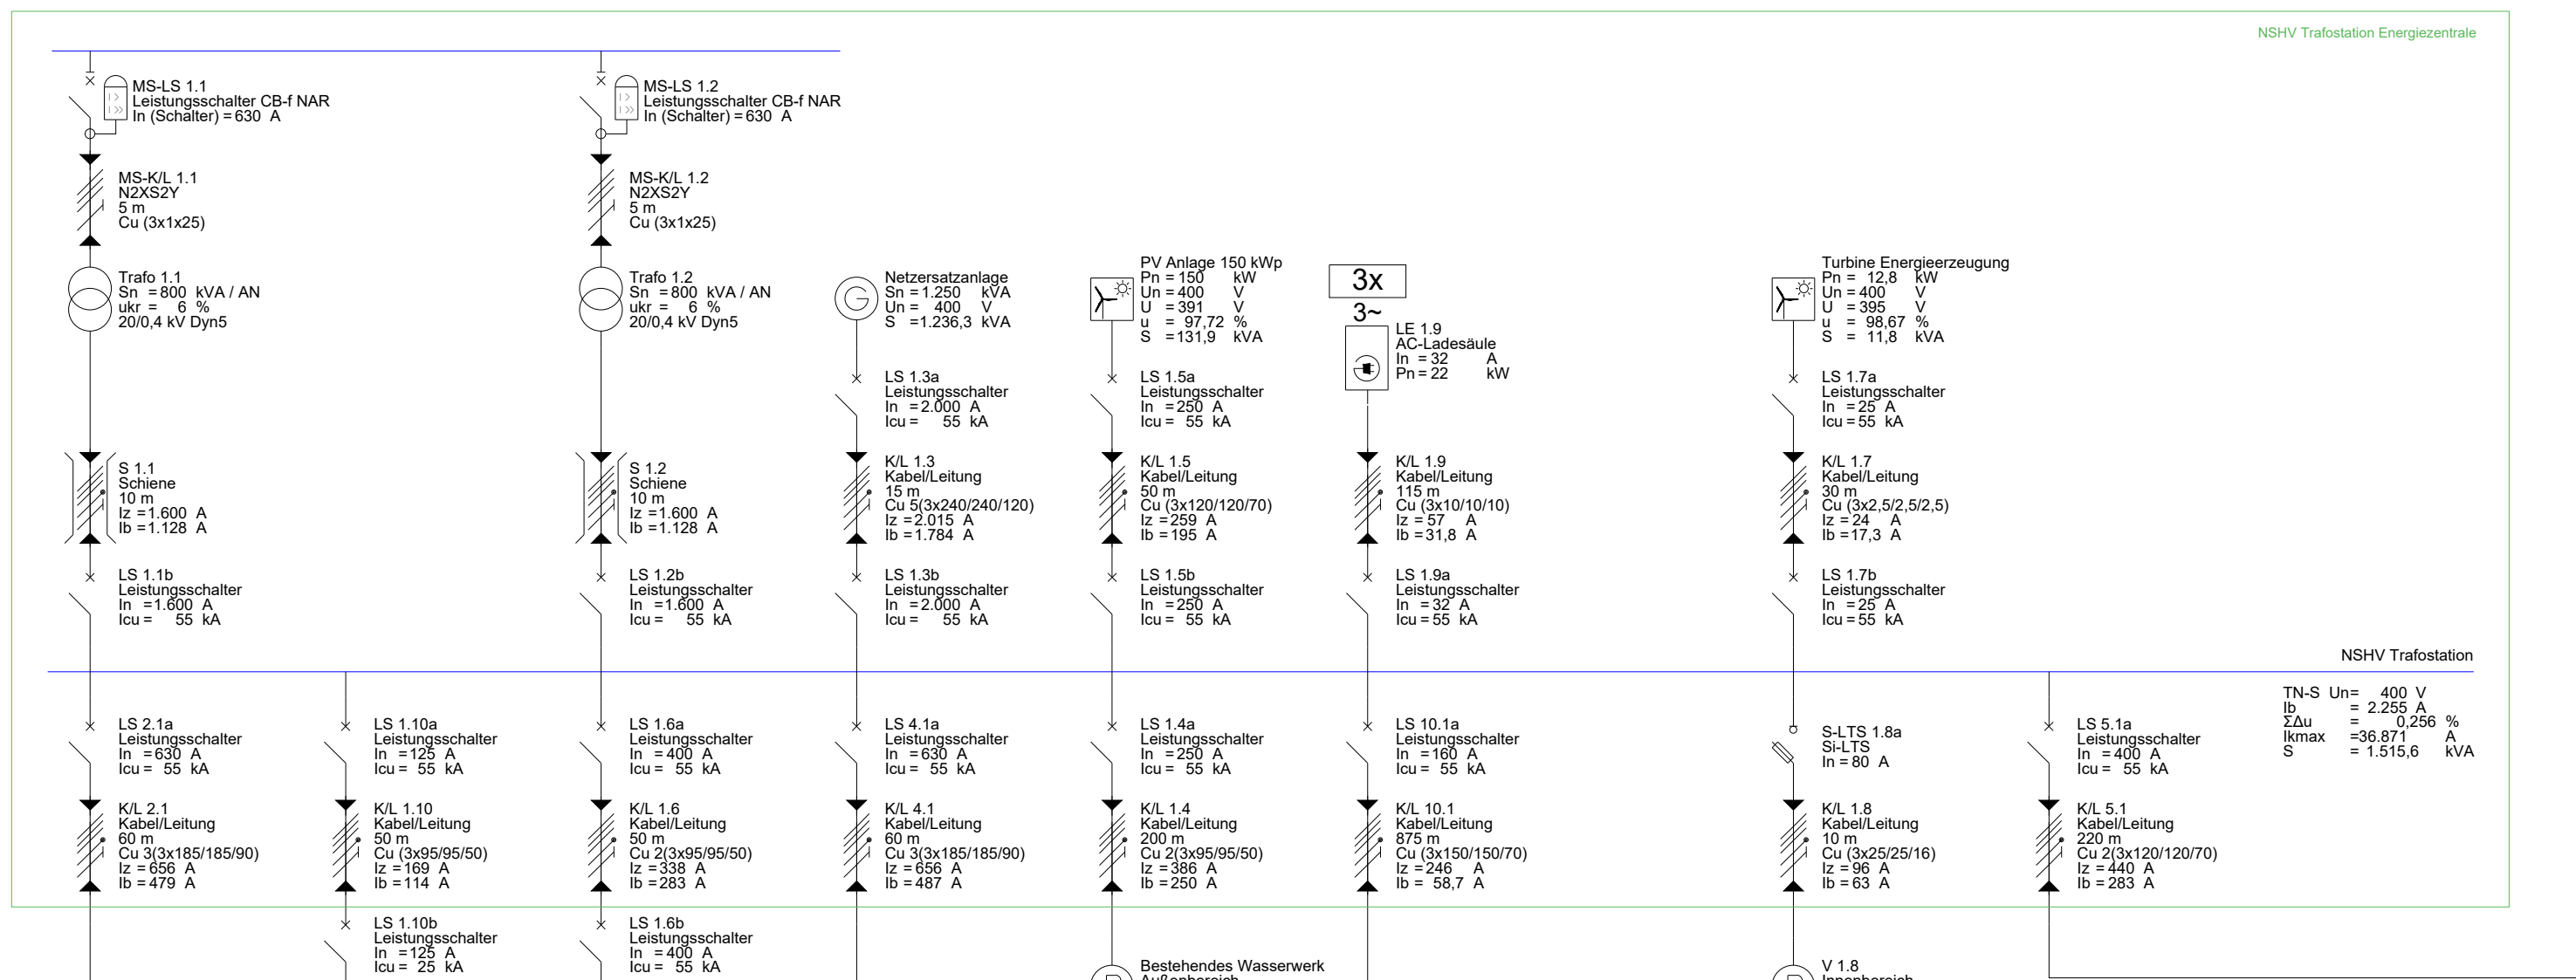 NSHV Trafostation Energiezentrale
MS-LS 1.1
Leistungsschalter CB-f NAR
In (Schalter) = 630 A
MS-LS 1.2
Leistungsschalter CB-f NAR
In (Schalter) = 630 A
MS-K/L 1.1
N2XS2Y
5 m
Cu (3x1x25)
MS-K/L 1.2
N2XS2Y
5 m
Cu (3x1x25)
Trafo 1.1
Sn = 800 kVA / AN
ukr = 6 %
20/0,4 kV Dyn5
Trafo 1.2
Sn = 800 kVA / AN
ukr = 6 %
20/0,4 kV Dyn5
Netzersatzanlage
Sn = 1.250 kVA
Un = 400 V
S = 1.236,3 kVA
G
PV Anlage 150 kWp
Pn = 150 kW
Un = 400 V
U = 391 V
u = 97,72 %
S = 131,9 kVA
3x
3~
LE 1.9
AC-Ladesäule
In = 32 A
Pn = 22 kW
Turbine Energieerzeugung
Pn = 12,8 kW
Un = 400 V
U = 395 V
u = 98,67 %
S = 11,8 kVA
LS 1.3a
Leistungsschalter
In = 2.000 A
Icu = 55 kA
LS 1.5a
Leistungsschalter
In = 250 A
Icu = 55 kA
LS 1.7a
Leistungsschalter
In = 25 A
Icu = 55 kA
S 1.1
Schiene
10 m
Iz = 1.600 A
Ib = 1.128 A
S 1.2
Schiene
10 m
Iz = 1.600 A
Ib = 1.128 A
K/L 1.3
Kabel/Leitung
15 m
Cu 5(3x240/240/120)
Iz = 2.015 A
Ib = 1.784 A
K/L 1.5
Kabel/Leitung
50 m
Cu (3x120/120/70)
Iz = 259 A
Ib = 195 A
K/L 1.9
Kabel/Leitung
115 m
Cu (3x10/10/10)
Iz = 57 A
Ib = 31,8 A
K/L 1.7
Kabel/Leitung
30 m
Cu (3x2,5/2,5/2,5)
Iz = 24 A
Ib = 17,3 A
LS 1.1b
Leistungsschalter
In = 1.600 A
Icu = 55 kA
LS 1.2b
Leistungsschalter
In = 1.600 A
Icu = 55 kA
LS 1.3b
Leistungsschalter
In = 2.000 A
Icu = 55 kA
LS 1.5b
Leistungsschalter
In = 250 A
Icu = 55 kA
LS 1.9a
Leistungsschalter
In = 32 A
Icu = 55 kA
LS 1.7b
Leistungsschalter
In = 25 A
Icu = 55 kA
NSHV Trafostation
TN-S Un= 400 V
Ib = 2.255 A
ΣΔu = 0,256 %
Ikmax =36.871 A
S = 1.515,6 kVA
LS 2.1a
Leistungsschalter
In = 630 A
Icu = 55 kA
LS 1.10a
Leistungsschalter
In = 125 A
Icu = 55 kA
LS 1.6a
Leistungsschalter
In = 400 A
Icu = 55 kA
LS 4.1a
Leistungsschalter
In = 630 A
Icu = 55 kA
LS 1.4a
Leistungsschalter
In = 250 A
Icu = 55 kA
LS 10.1a
Leistungsschalter
In = 160 A
Icu = 55 kA
S-LTS 1.8a
Si-LTS
In = 80 A
LS 5.1a
Leistungsschalter
In = 400 A
Icu = 55 kA
K/L 2.1
Kabel/Leitung
60 m
Cu 3(3x185/185/90)
Iz = 656 A
Ib = 479 A
K/L 1.10
Kabel/Leitung
50 m
Cu (3x95/95/50)
Iz = 169 A
Ib = 114 A
K/L 1.6
Kabel/Leitung
50 m
Cu 2(3x95/95/50)
Iz = 338 A
Ib = 283 A
K/L 4.1
Kabel/Leitung
60 m
Cu 3(3x185/185/90)
Iz = 656 A
Ib = 487 A
K/L 1.4
Kabel/Leitung
200 m
Cu 2(3x95/95/50)
Iz = 386 A
Ib = 250 A
K/L 10.1
Kabel/Leitung
875 m
Cu (3x150/150/70)
Iz = 246 A
Ib = 58,7 A
K/L 1.8
Kabel/Leitung
10 m
Cu (3x25/25/16)
Iz = 96 A
Ib = 63 A
K/L 5.1
Kabel/Leitung
220 m
Cu 2(3x120/120/70)
Iz = 440 A
Ib = 283 A
LS 1.10b
Leistungsschalter
In = 125 A
Icu = 25 kA
LS 1.6b
Leistungsschalter
In = 400 A
Icu = 55 kA
Bestehendes Wasserwerk
Außenbereich
V 1.8
Innenbereich